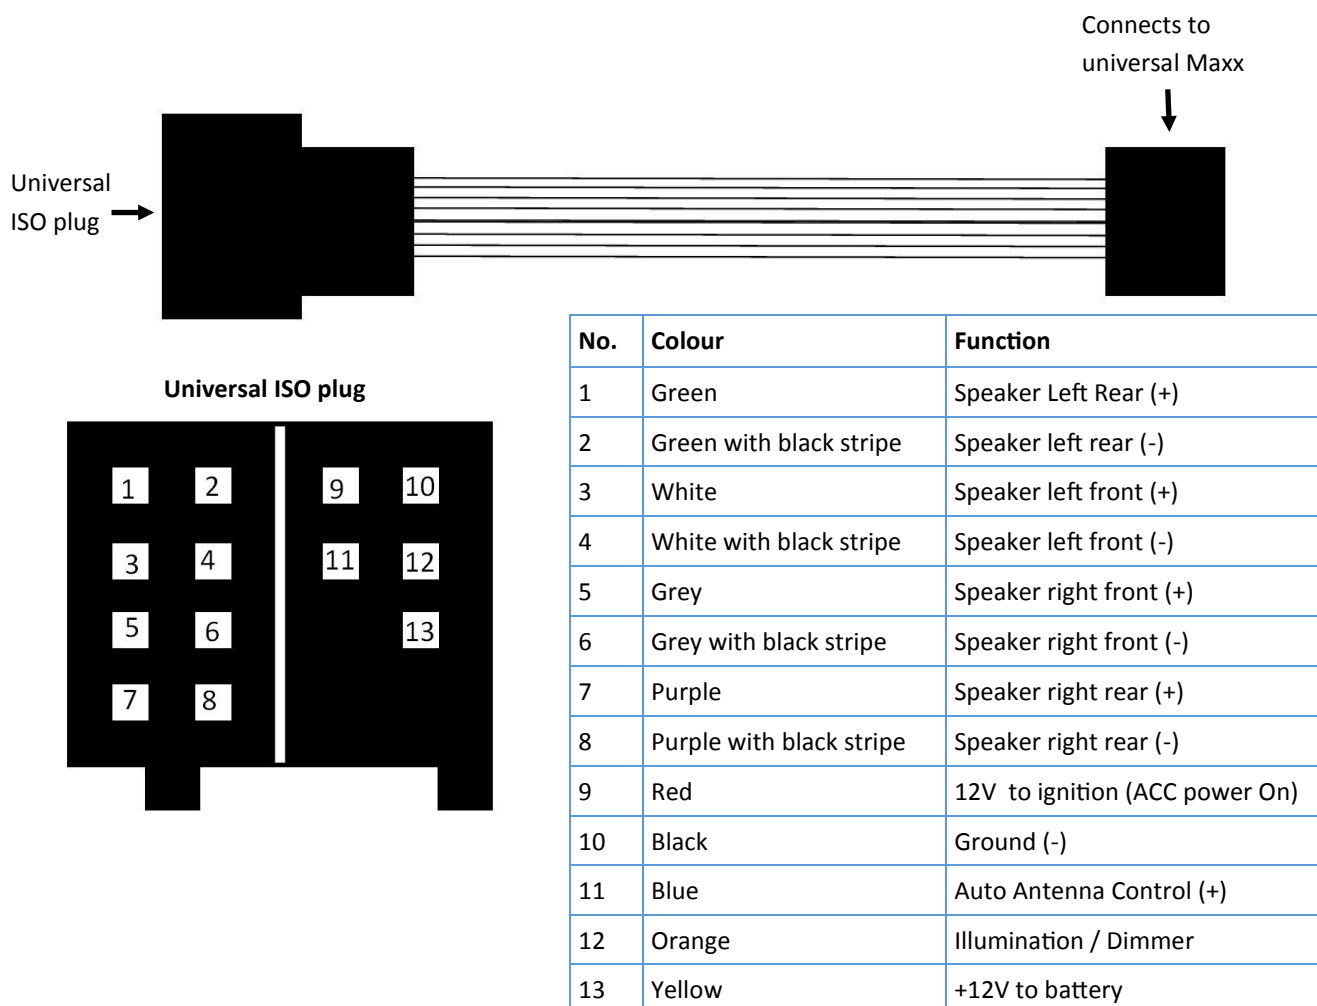 Connects to
universal Maxx
Universal
ISO plug
Universal ISO plug
1 2 9 10
3 4 11 12
5 6 13
7 8
No. Colour Function
1 Green Speaker Left Rear (+)
2 Green with black stripe Speaker left rear (-)
3 White Speaker left front (+)
4 White with black stripe Speaker left front (-)
5 Grey Speaker right front (+)
6 Grey with black stripe Speaker right front (-)
7 Purple Speaker right rear (+)
8 Purple with black stripe Speaker right rear (-)
9 Red 12V  to ignition (ACC power On)
10 Black Ground (-)
11 Blue Auto Antenna Control (+)
12 Orange Illumination / Dimmer
13 Yellow +12V to battery